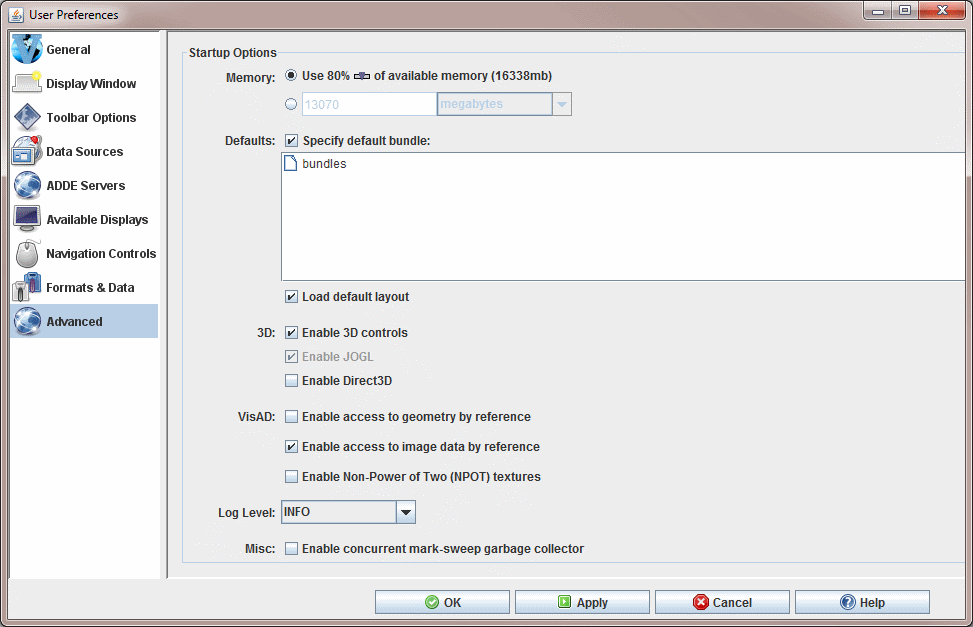 User Preferences
General
Display Window
Toolbar Options
Data Sources
ADDE Servers
Available Displays
Navigation Controls
Formats & Data
Advanced
Startup Options
Memory: Use 80% of available memory (16338mb)
13070 megabytes
Defaults: Specify default bundle:
bundles
Load default layout
3D: Enable 3D controls
Enable JOGL
Enable Direct3D
VisAD: Enable access to geometry by reference
Enable access to image data by reference
Enable Non-Power of Two (NPOT) textures
Log Level: INFO
Misc: Enable concurrent mark-sweep garbage collector
OK Apply Cancel Help